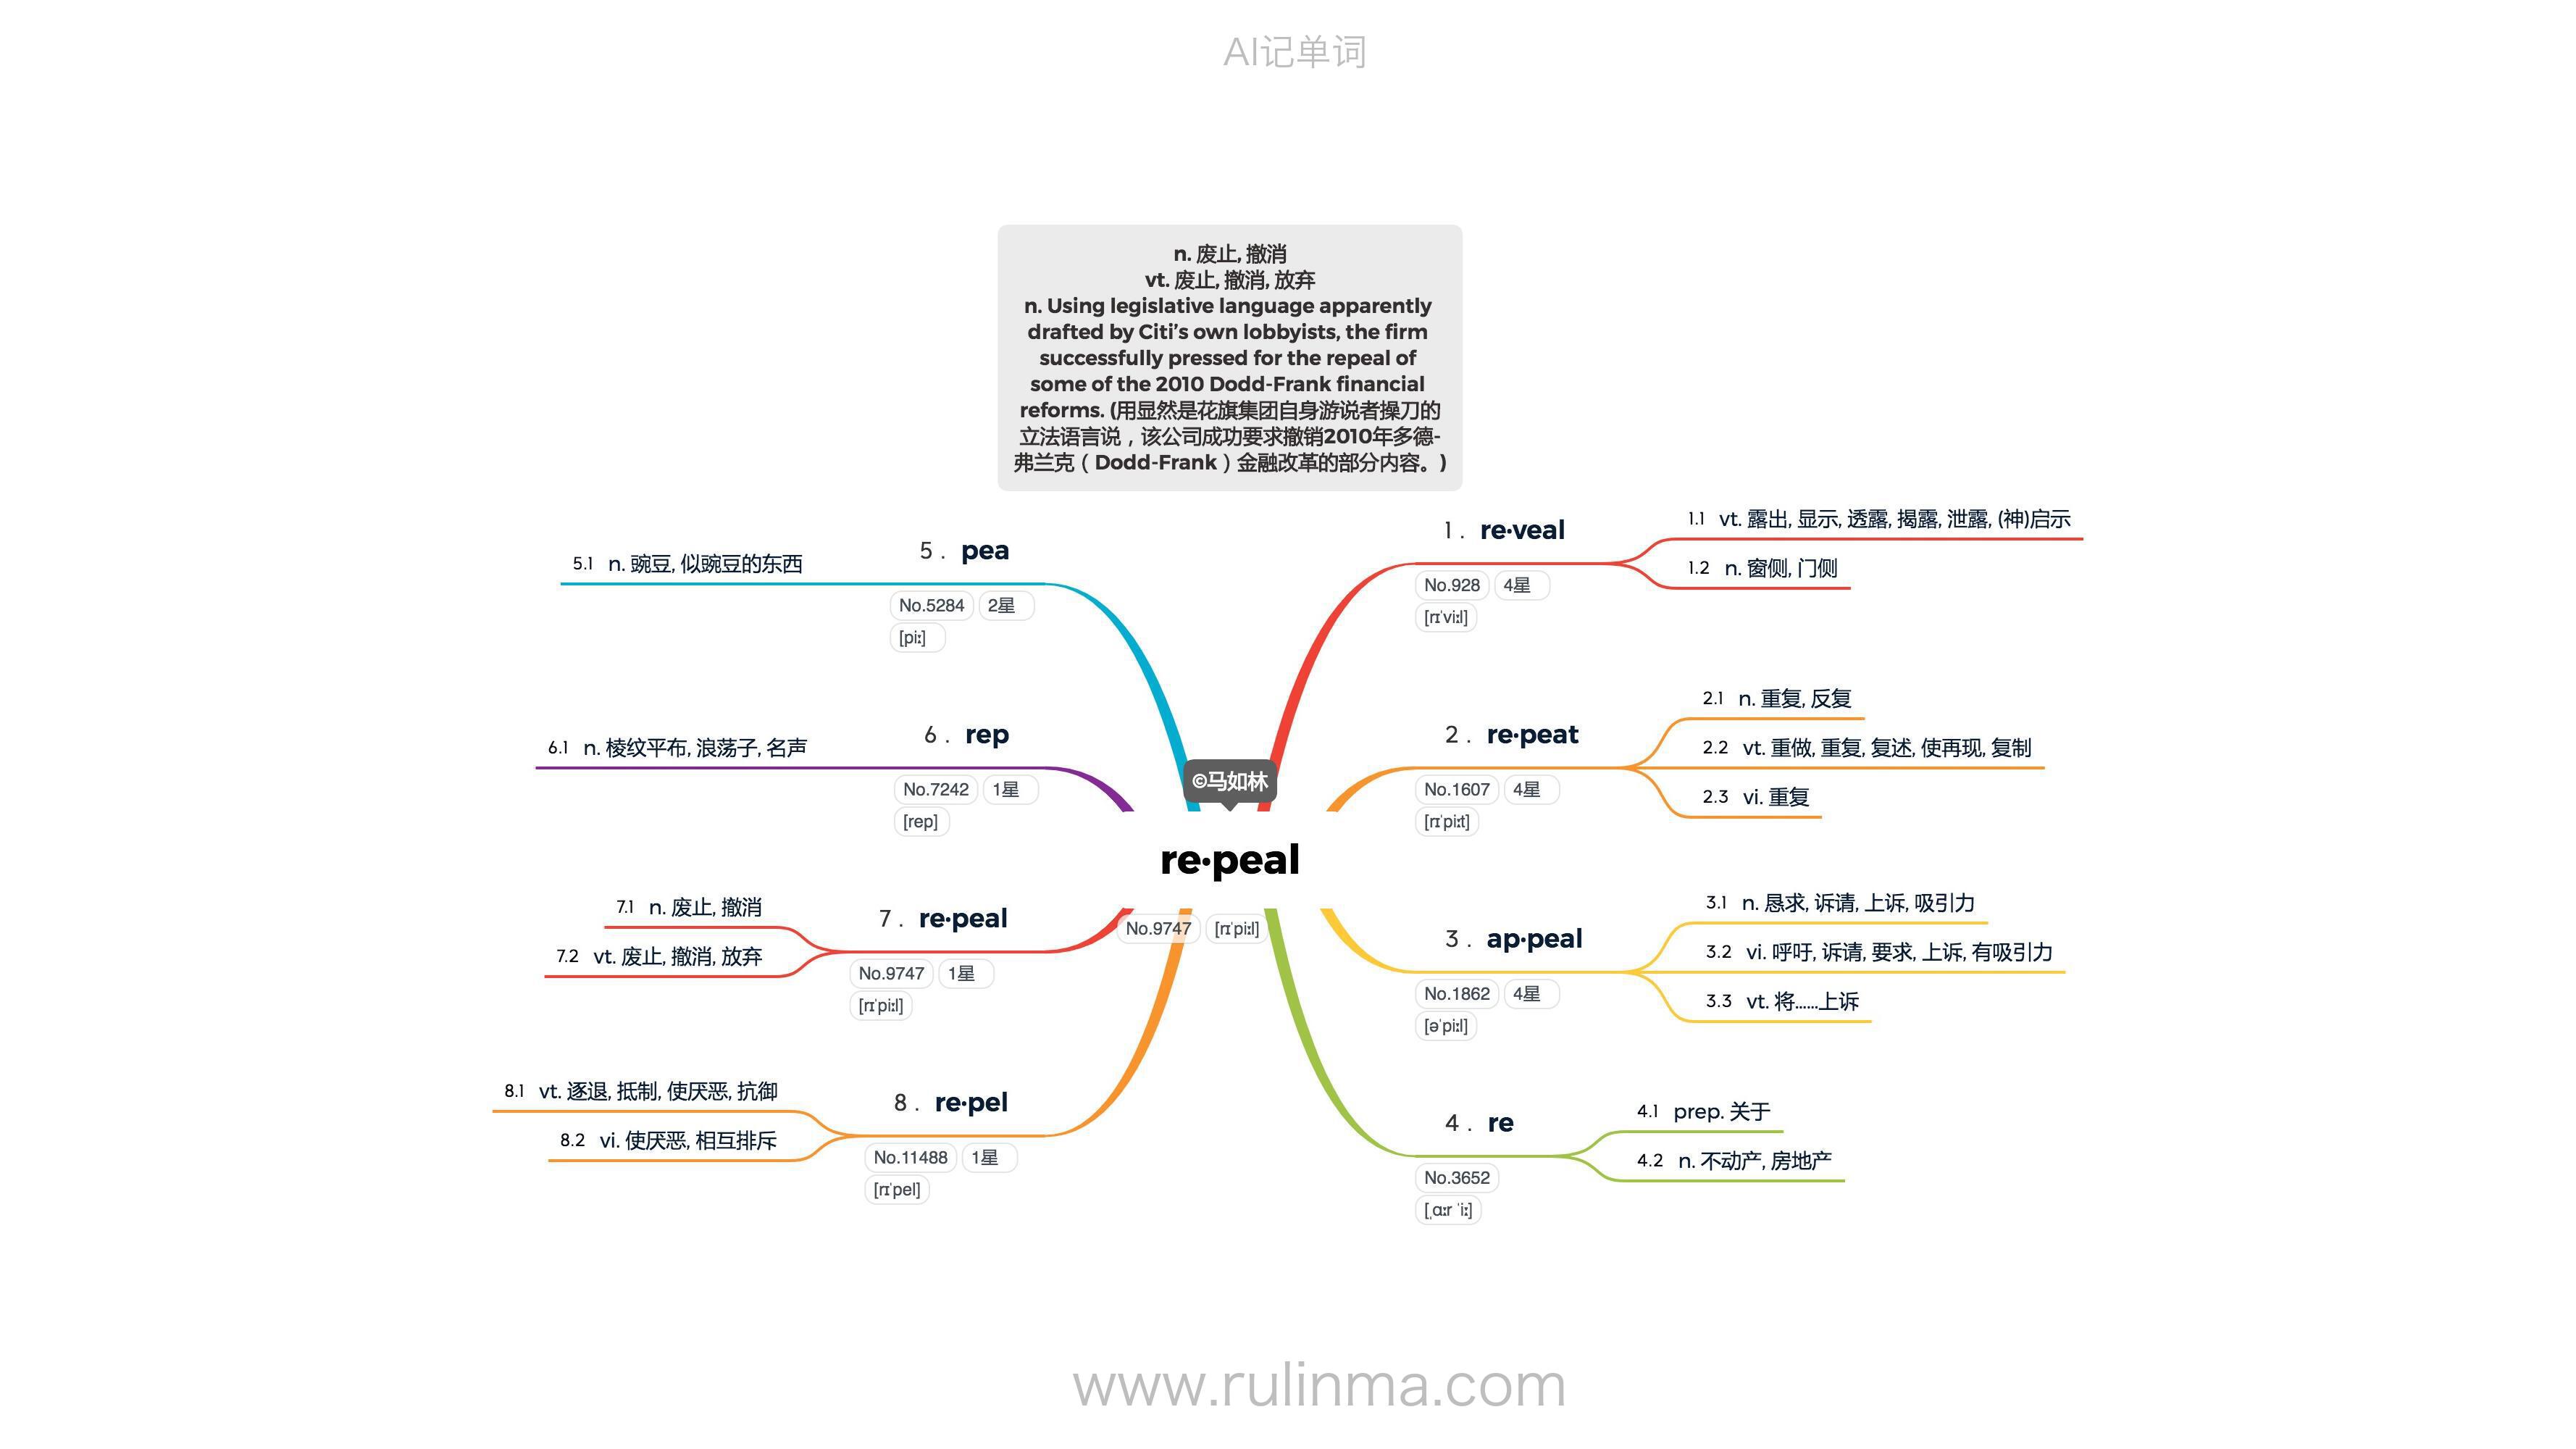 AI记单词
n. 废止, 撤消
vt. 废止, 撤消, 放弃
n. Using legislative language apparently
drafted by Citi’s own lobbyists, the firm
successfully pressed for the repeal of
some of the 2010 Dodd-Frank financial
reforms. (用显然是花旗集团自身游说者操刀的
立法语言说，该公司成功要求撤销2010年多德-
弗兰克（Dodd-Frank）金融改革的部分内容。)
©马如林
re·peal
No.9747 [rɪˈpiːl]
1 . re·veal
No.928 4星
[rɪˈviːl]
1.1 vt. 露出, 显示, 透露, 揭露, 泄露, (神)启示
1.2 n. 窗侧, 门侧
2 . re·peat
No.1607 4星
[rɪˈpiːt]
2.1 n. 重复, 反复
2.2 vt. 重做, 重复, 复述, 使再现, 复制
2.3 vi. 重复
3 . ap·peal
No.1862 4星
[əˈpiːl]
3.1 n. 恳求, 诉请, 上诉, 吸引力
3.2 vi. 呼吁, 诉请, 要求, 上诉, 有吸引力
3.3 vt. 将……上诉
4 . re
No.3652
[ˌɑːr ˈiː]
4.1 prep. 关于
4.2 n. 不动产, 房地产
5 . pea
No.5284 2星
[piː]
5.1 n. 豌豆, 似豌豆的东西
6 . rep
No.7242 1星
[rep]
6.1 n. 棱纹平布, 浪荡子, 名声
7 . re·peal
No.9747 1星
[rɪˈpiːl]
7.1 n. 废止, 撤消
7.2 vt. 废止, 撤消, 放弃
8 . re·pel
No.11488 1星
[rɪˈpel]
8.1 vt. 逐退, 抵制, 使厌恶, 抗御
8.2 vi. 使厌恶, 相互排斥
www.rulinma.com